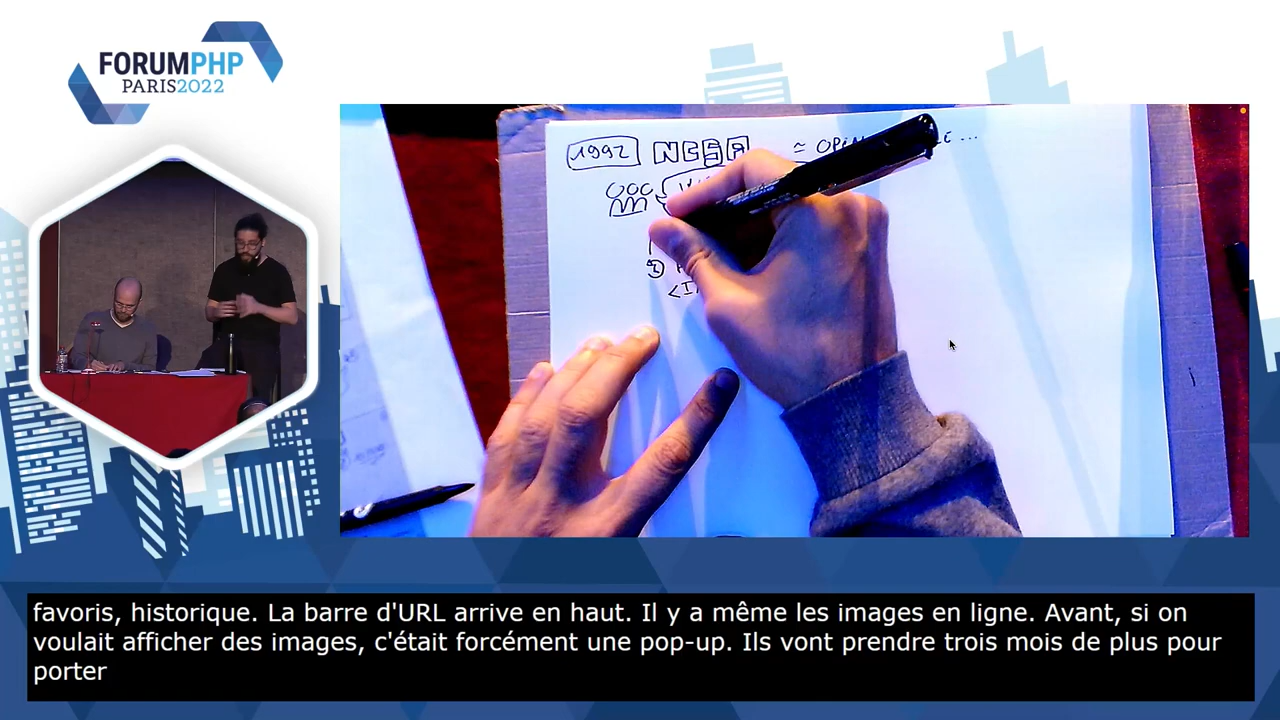 FORUMPHP
PARIS2022
1992 NCSA ≃
<I
favoris, historique. La barre d'URL arrive en haut. Il y a même les images en ligne. Avant, si on
voulait afficher des images, c'était forcément une pop-up. Ils vont prendre trois mois de plus pour
porter